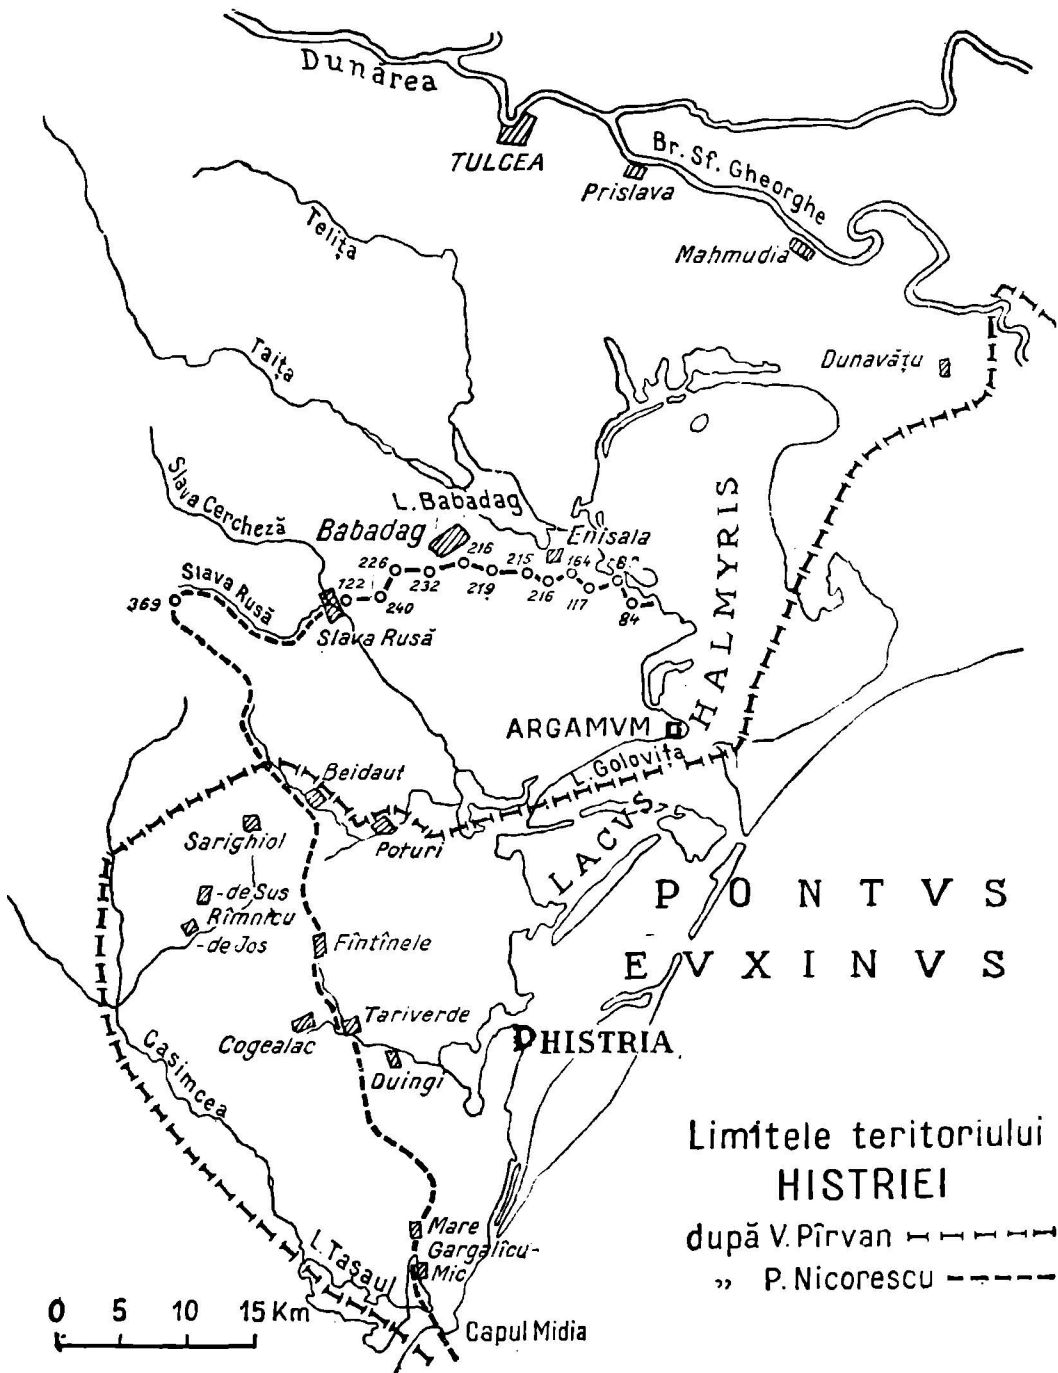 Dunărea
TULCEA
Br. Sf. Gheorghe
Prislava
Mahmudia
Telița
Taița
Dunavățu
Slava Cercheză
L. Babadag
Babadag
Enisala
HALMYRIS
Slava Rusă
369
122
226
240
232
216
219
215
216
164
117
84
Slava Rusă
ARGAMVM
L. Golovița
Beidaut
Sarighiol
Poturi
LACVS
-de Sus
Rîmnicu
-de Jos
PONTVS
EVXINVS
Fîntînele
Tariverde
Cogealac
HISTRIA
Duingi
Casimcea
Limitele teritoriului
HISTRIEI
după V. Pîrvan
„ P. Nicorescu
Mare
Gargalîcu-
Mic
L. Tașaul
0 5 10 15 Km
Capul Midia